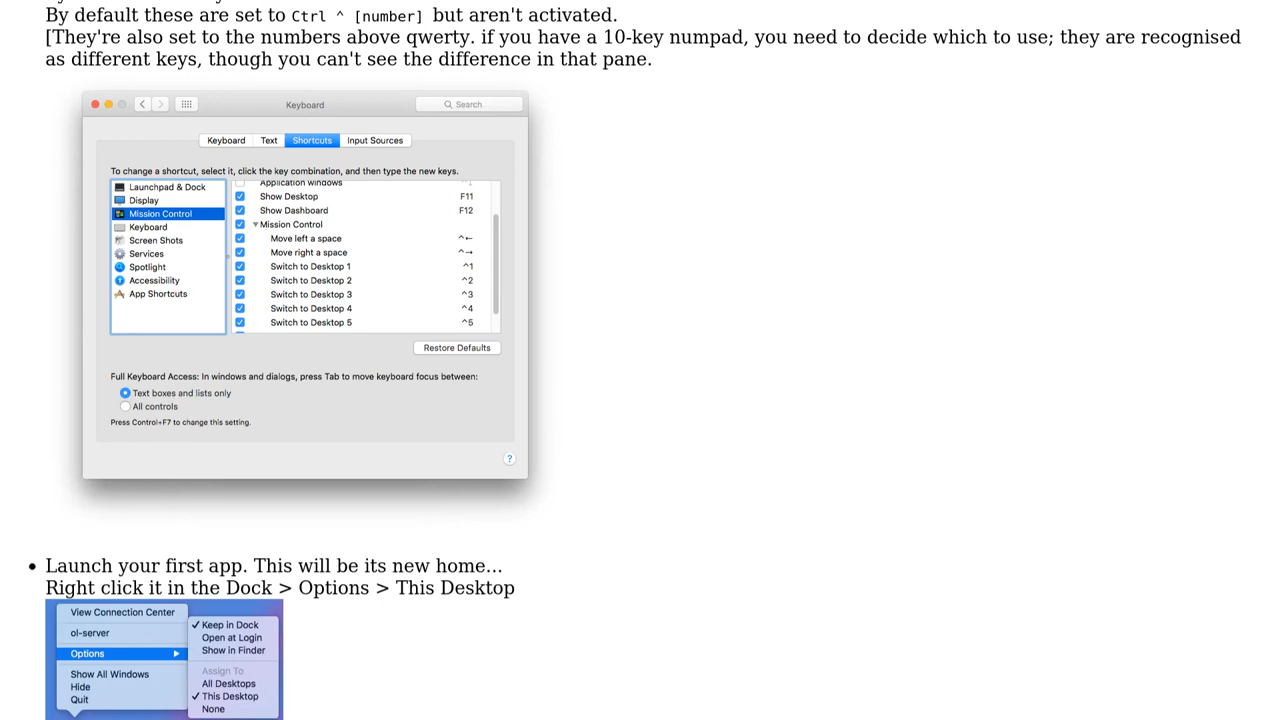 By default these are set to Ctrl ^ [number] but aren't activated.
[They're also set to the numbers above qwerty. if you have a 10-key numpad, you need to decide which to use; they are recognised
as different keys, though you can't see the difference in that pane.
Keyboard
Search
Keyboard Text Shortcuts Input Sources
To change a shortcut, select it, click the key combination, and then type the new keys.
Launchpad & Dock
Display
Mission Control
Keyboard
Screen Shots
Services
Spotlight
Accessibility
App Shortcuts
Application windows
Show Desktop F11
Show Dashboard F12
Mission Control
Move left a space ^←
Move right a space ^→
Switch to Desktop 1 ^1
Switch to Desktop 2 ^2
Switch to Desktop 3 ^3
Switch to Desktop 4 ^4
Switch to Desktop 5 ^5
Restore Defaults
Full Keyboard Access: In windows and dialogs, press Tab to move keyboard focus between:
Text boxes and lists only
All controls
Press Control+F7 to change this setting.
?
• Launch your first app. This will be its new home...
Right click it in the Dock > Options > This Desktop
View Connection Center
ol-server
Options
Show All Windows
Hide
Quit
✓ Keep in Dock
Open at Login
Show in Finder
Assign To
All Desktops
✓ This Desktop
None